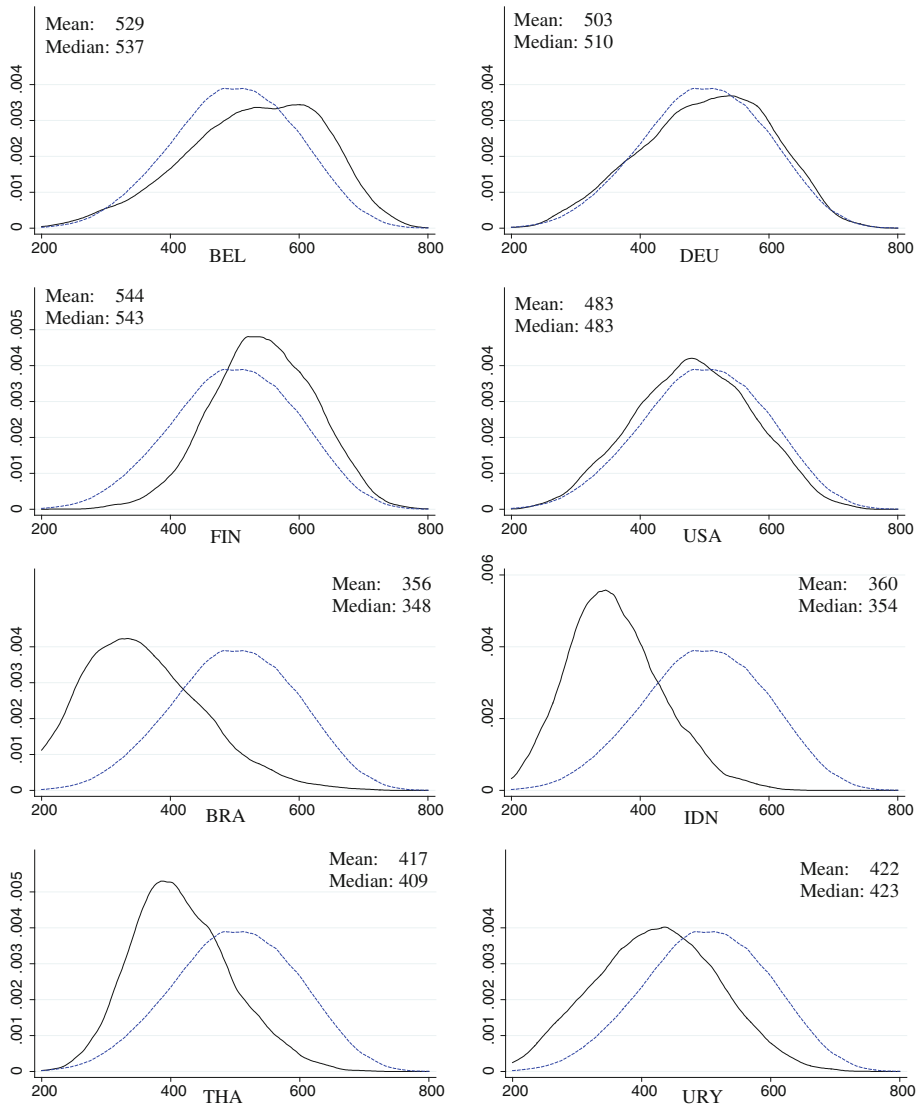 Mean: 529
Median: 537
.004
.003
.002
.001
0
200 400 600 800
BEL
Mean: 503
Median: 510
.004
.003
.002
.001
0
200 400 600 800
DEU
Mean: 544
Median: 543
.005
.004
.003
.002
.001
0
200 400 600 800
FIN
Mean: 483
Median: 483
.004
.003
.002
.001
0
200 400 600 800
USA
Mean: 356
Median: 348
.004
.003
.002
.001
0
200 400 600 800
BRA
Mean: 360
Median: 354
.006
.004
.002
0
200 400 600 800
IDN
Mean: 417
Median: 409
.005
.004
.003
.002
.001
0
200 400 600 800
THA
Mean: 422
Median: 423
.004
.003
.002
.001
0
200 400 600 800
URY